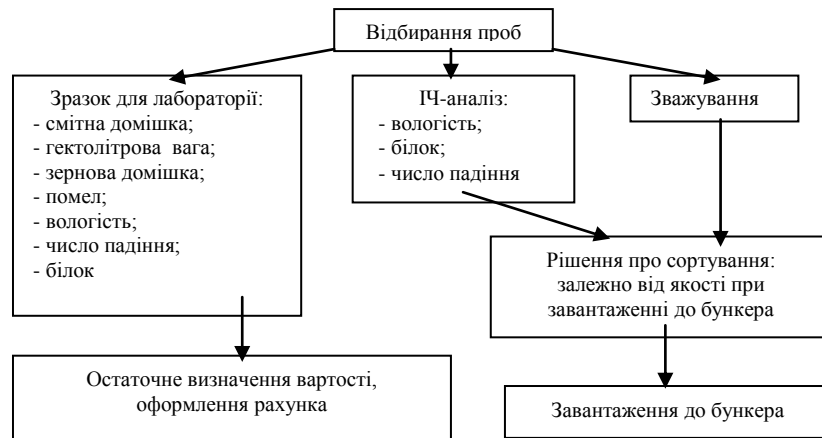 Відбирання проб
Зразок для лабораторії:
- смітна домішка;
- гектолітрова вага;
- зернова домішка;
- помел;
- вологість;
- число падіння;
- білок
ІЧ-аналіз:
- вологість;
- білок;
- число падіння
Зважування
Рішення про сортування:
залежно від якості при
завантаженні до бункера
Остаточне визначення вартості,
оформлення рахунка
Завантаження до бункера